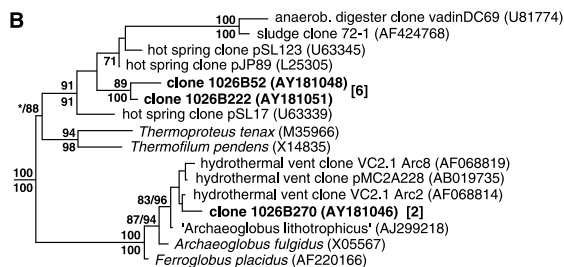 B
100
100
anaerob. digester clone vadinDC69 (U81774)
sludge clone 72-1 (AF424768)
hot spring clone pSL123 (U63345)
71
hot spring clone pJP89 (L25305)
91
91
89
100
clone 1026B52 (AY181048)
[6]
clone 1026B222 (AY181051)
hot spring clone pSL17 (U63339)
*/88
94
98
Thermoproteus tenax (M35966)
Thermofilum pendens (X14835)
hydrothermal vent clone VC2.1 Arc8 (AF068819)
100
100
hydrothermal vent clone pMC2A228 (AB019735)
hydrothermal vent clone VC2.1 Arc2 (AF068814)
83/96
clone 1026B270 (AY181046) [2]
87/94
'Archaeoglobus lithotrophicus' (AJ299218)
100
100
Archaeoglobus fulgidus (X05567)
Ferroglobus placidus (AF220166)